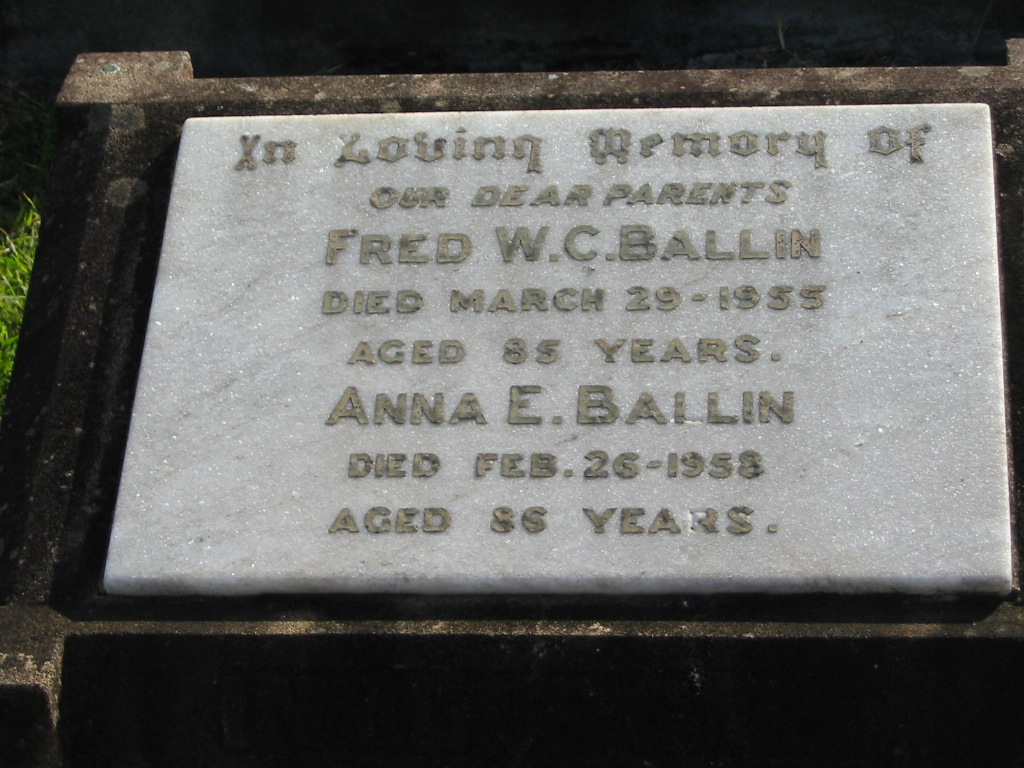 In Loving Memory of
OUR DEAR PARENTS
FRED W.C. BALLIN
DIED MARCH 29-1955
AGED 85 YEARS.
ANNA E. BALLIN
DIED FEB. 26-1958
AGED 86 YEARS.